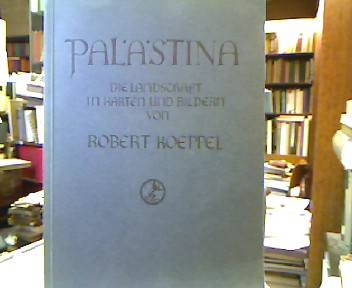 PALÄSTINA
DIE LANDSCHAFT
IN KARTEN UND BILDERN
VON
ROBERT KOEPPEL